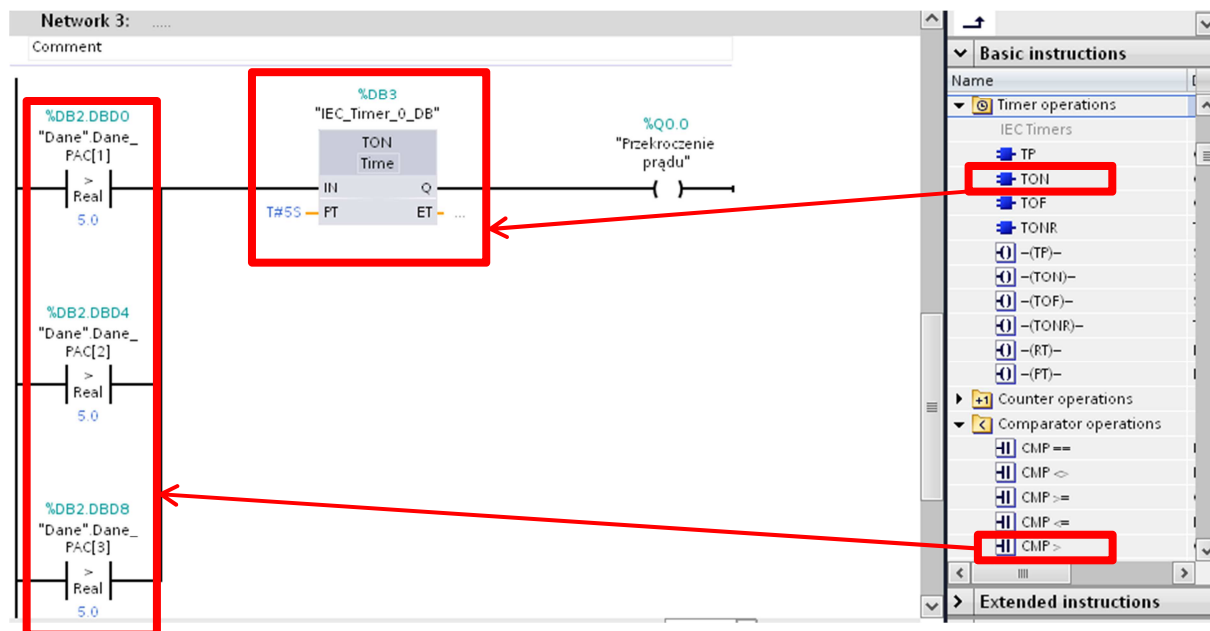 Network 3: .....
Comment
%DB2.DBD0
"Dane".Dane_
PAC[1]
>
Real
5.0
%DB3
"IEC_Timer_0_DB"
TON
Time
IN Q
T#5S PT ET ...
%Q0.0
"Przekroczenie
prądu"
%DB2.DBD4
"Dane".Dane_
PAC[2]
>
Real
5.0
%DB2.DBD8
"Dane".Dane_
PAC[3]
>
Real
5.0
Basic instructions
Name
Timer operations
IEC Timers
TP
TON
TOF
TONR
–(TP)–
–(TON)–
–(TOF)–
–(TONR)–
–(RT)–
–(PT)–
Counter operations
Comparator operations
CMP ==
CMP <>
CMP >=
CMP <=
CMP >
Extended instructions